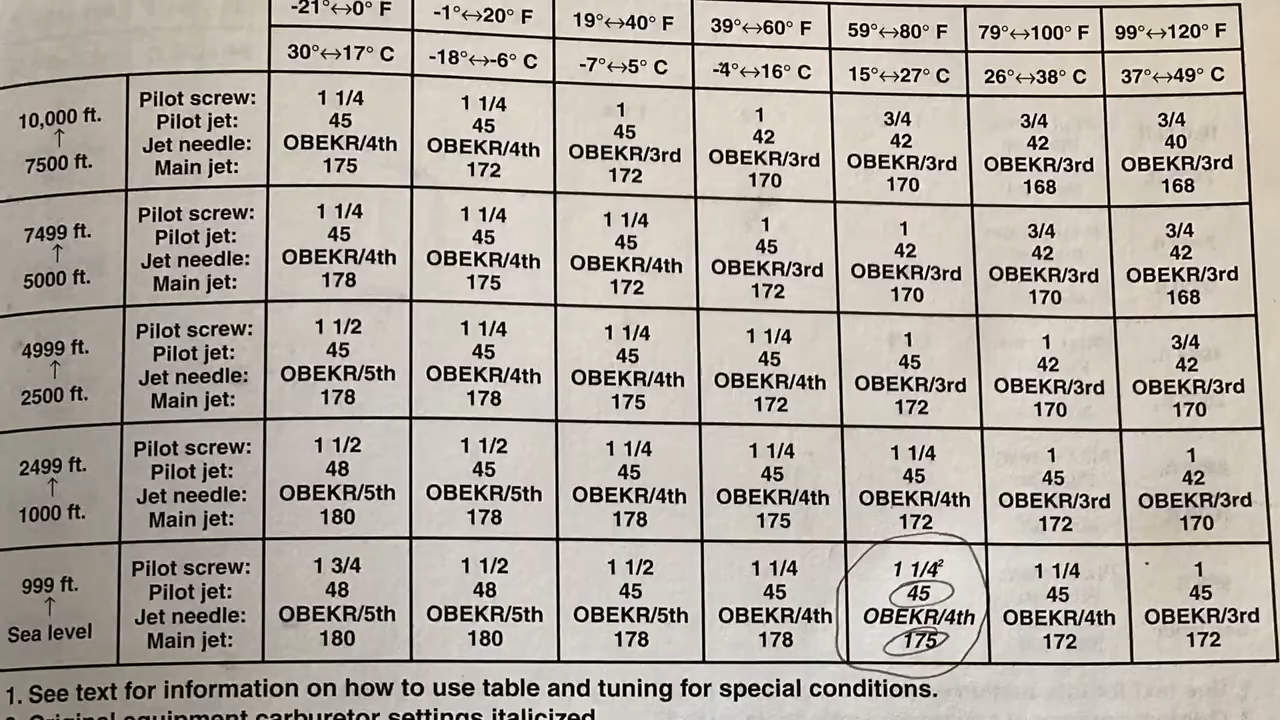 -21°↔0° F -1°↔20° F 19°↔40° F 39°↔60° F 59°↔80° F 79°↔100° F 99°↔120° F
30°↔17° C -18°↔-6° C -7°↔5° C -4°↔16° C 15°↔27° C 26°↔38° C 37°↔49° C
10,000 ft.
↑
7500 ft.
Pilot screw: 1 1/4 1 1/4 1 1 3/4 3/4 3/4
Pilot jet: 45 45 45 42 42 42 40
Jet needle: OBEKR/4th OBEKR/4th OBEKR/3rd OBEKR/3rd OBEKR/3rd OBEKR/3rd OBEKR/3rd
Main jet: 175 172 172 170 170 168 168
7499 ft.
↑
5000 ft.
Pilot screw: 1 1/4 1 1/4 1 1/4 1 1 3/4 3/4
Pilot jet: 45 45 45 45 42 42 42
Jet needle: OBEKR/4th OBEKR/4th OBEKR/4th OBEKR/3rd OBEKR/3rd OBEKR/3rd OBEKR/3rd
Main jet: 178 175 172 172 170 170 168
4999 ft.
↑
2500 ft.
Pilot screw: 1 1/2 1 1/4 1 1/4 1 1/4 1 1 3/4
Pilot jet: 45 45 45 45 45 42 42
Jet needle: OBEKR/5th OBEKR/4th OBEKR/4th OBEKR/4th OBEKR/3rd OBEKR/3rd OBEKR/3rd
Main jet: 178 178 175 172 172 170 170
2499 ft.
↑
1000 ft.
Pilot screw: 1 1/2 1 1/2 1 1/4 1 1/4 1 1/4 1 1
Pilot jet: 48 45 45 45 45 45 42
Jet needle: OBEKR/5th OBEKR/5th OBEKR/4th OBEKR/4th OBEKR/4th OBEKR/3rd OBEKR/3rd
Main jet: 180 178 178 175 172 172 170
999 ft.
↑
Sea level
Pilot screw: 1 3/4 1 1/2 1 1/2 1 1/4 1 1/4² 1 1/4 1
Pilot jet: 48 48 45 45 45 45 45
Jet needle: OBEKR/5th OBEKR/5th OBEKR/5th OBEKR/4th OBEKR/4th OBEKR/4th OBEKR/3rd
Main jet: 180 180 178 178 175 172 172
1. See text for information on how to use table and tuning for special conditions.
2. Original equipment carburetor settings italicized.